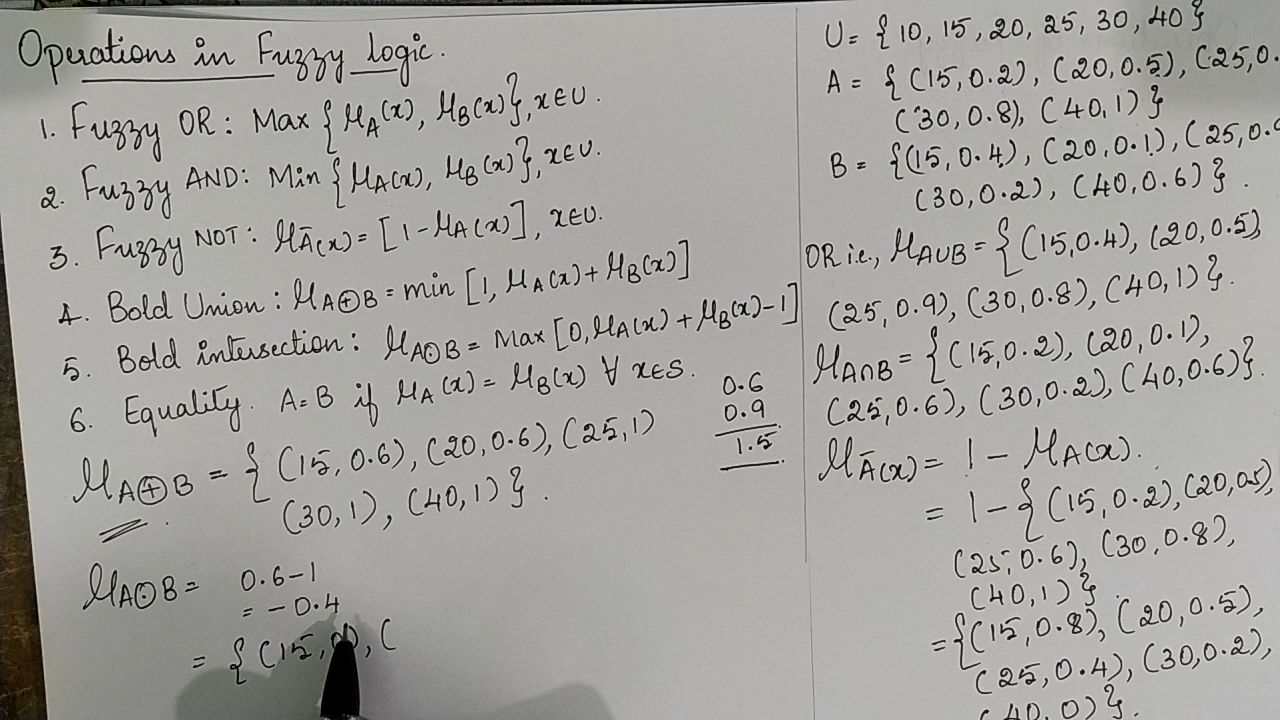 Operations in Fuzzy logic.
1. Fuzzy OR: Max {μA(x), μB(x)}, x∈U.
2. Fuzzy AND: Min {μA(x), μB(x)}, x∈U.
3. Fuzzy NOT: μĀ(x) = [1-μA(x)], x∈U.
4. Bold Union: μA⊕B = min [1, μA(x) + μB(x)]
5. Bold intersection: μA⊙B = Max [0, μA(x) + μB(x)-1]
6. Equality. A=B if μA(x) = μB(x) ∀ x∈S.
μA⊕B = { (15, 0.6), (20, 0.6), (25, 1)
(30, 1), (40, 1) } .
0.6
0.9
1.5
μA⊙B = 0.6-1
= -0.4
= { (15, 0), (
U = { 10, 15, 20, 25, 30, 40 }
A = { (15, 0.2), (20, 0.5), (25, 0.
(30, 0.8), (40, 1) }
B = {(15, 0.4), (20, 0.1), (25, 0.
(30, 0.2), (40, 0.6) } .
OR i.e., μA∪B = { (15, 0.4), (20, 0.5),
(25, 0.9), (30, 0.8), (40, 1) } .
μA∩B = { (15, 0.2), (20, 0.1),
(25, 0.6), (30, 0.2), (40, 0.6) }.
μĀ(x) = 1 - μA(x).
= 1 - { (15, 0.2), (20, 0.5),
(25, 0.6), (30, 0.8),
(40, 1) }
= {(15, 0.8), (20, 0.5),
(25, 0.4), (30, 0.2),
(40, 0) }.